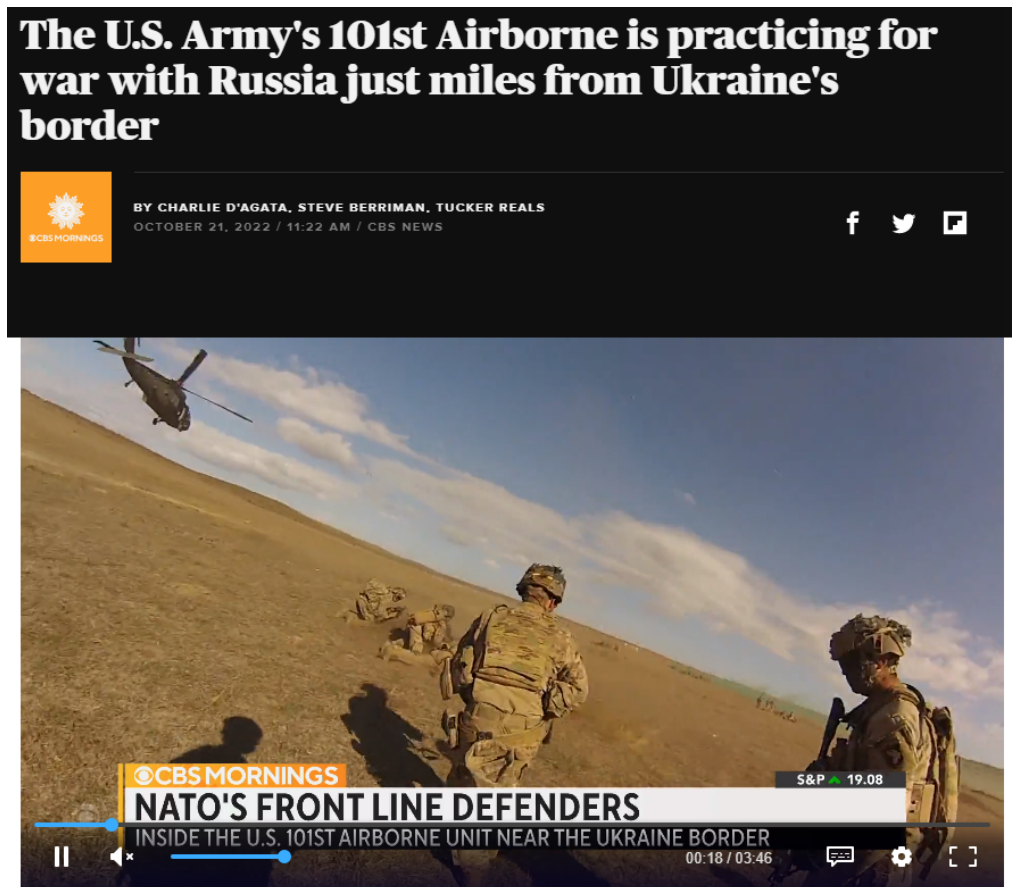 The U.S. Army's 101st Airborne is practicing for
war with Russia just miles from Ukraine's
border
CBS MORNINGS
BY CHARLIE D'AGATA, STEVE BERRIMAN, TUCKER REALS
OCTOBER 21, 2022 / 11:22 AM / CBS NEWS
CBS MORNINGS
S&P 19.08
NATO'S FRONT LINE DEFENDERS
INSIDE THE U.S. 101ST AIRBORNE UNIT NEAR THE UKRAINE BORDER
00:18 / 03:46